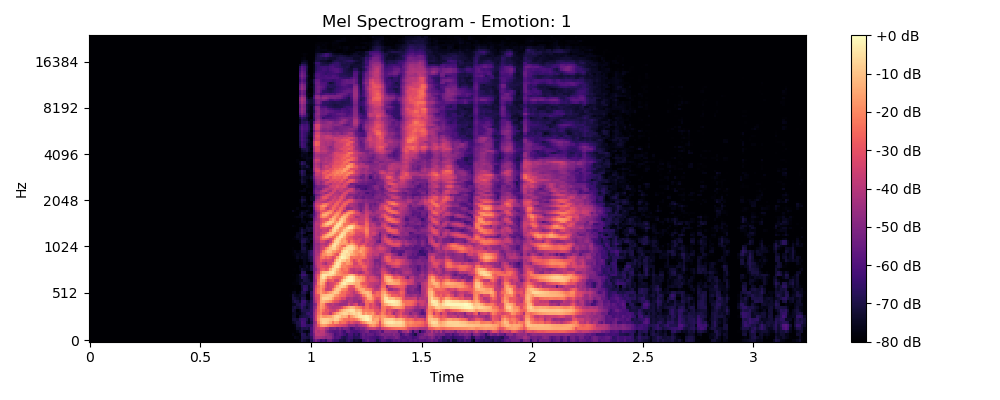 Mel Spectrogram - Emotion: 1
Hz
16384
8192
4096
2048
1024
512
0
0 0.5 1 1.5 2 2.5 3
Time
+0 dB
-10 dB
-20 dB
-30 dB
-40 dB
-50 dB
-60 dB
-70 dB
-80 dB